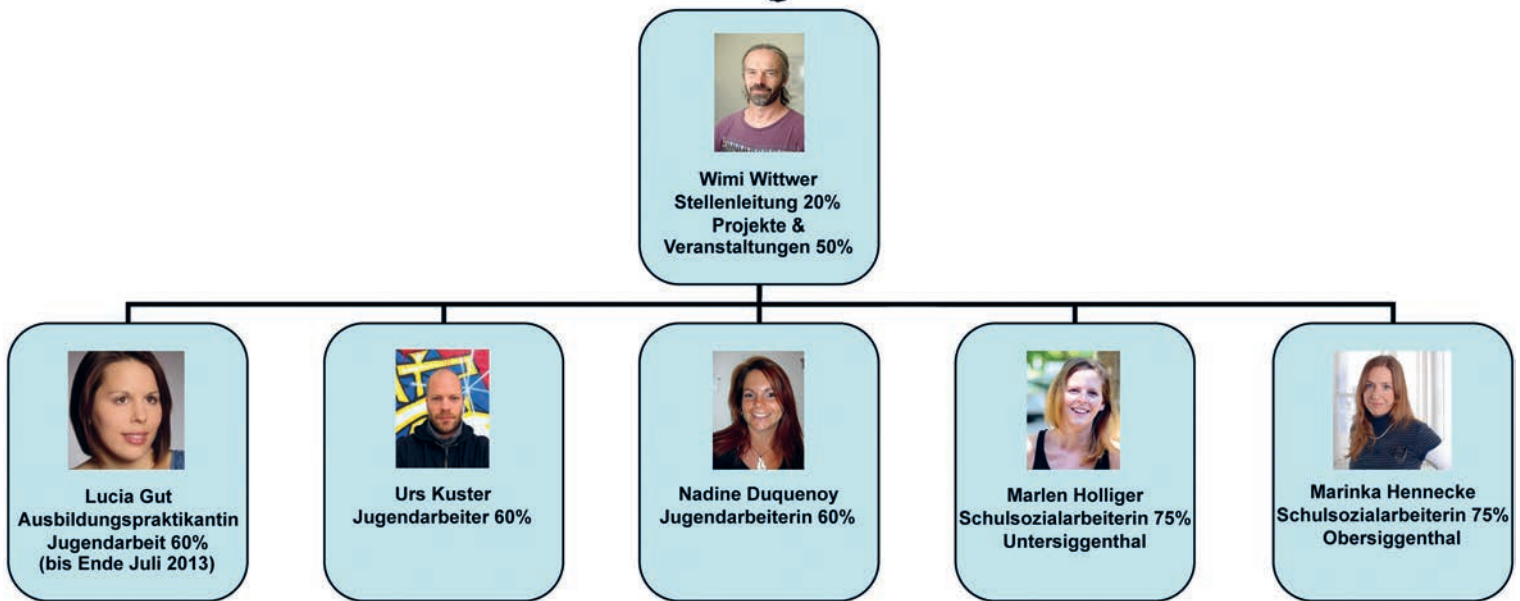 Wimi Wittwer
Stellenleitung 20%
Projekte &
Veranstaltungen 50%
Lucia Gut
Ausbildungspraktikantin
Jugendarbeit 60%
(bis Ende Juli 2013)
Urs Kuster
Jugendarbeiter 60%
Nadine Duquenoy
Jugendarbeiterin 60%
Marlen Holliger
Schulsozialarbeiterin 75%
Untersiggenthal
Marinka Hennecke
Schulsozialarbeiterin 75%
Obersiggenthal